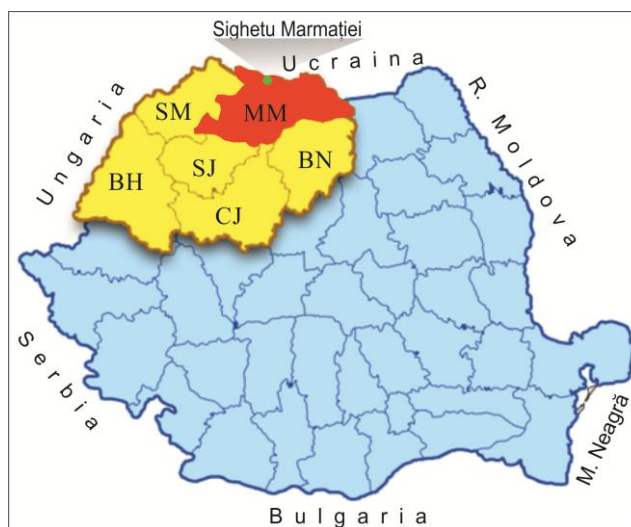 Sighetu Marmației
Ucraina
R. Moldova
Ungaria
SM
MM
SJ
BN
BH
CJ
Serbia
M. Neagră
Bulgaria